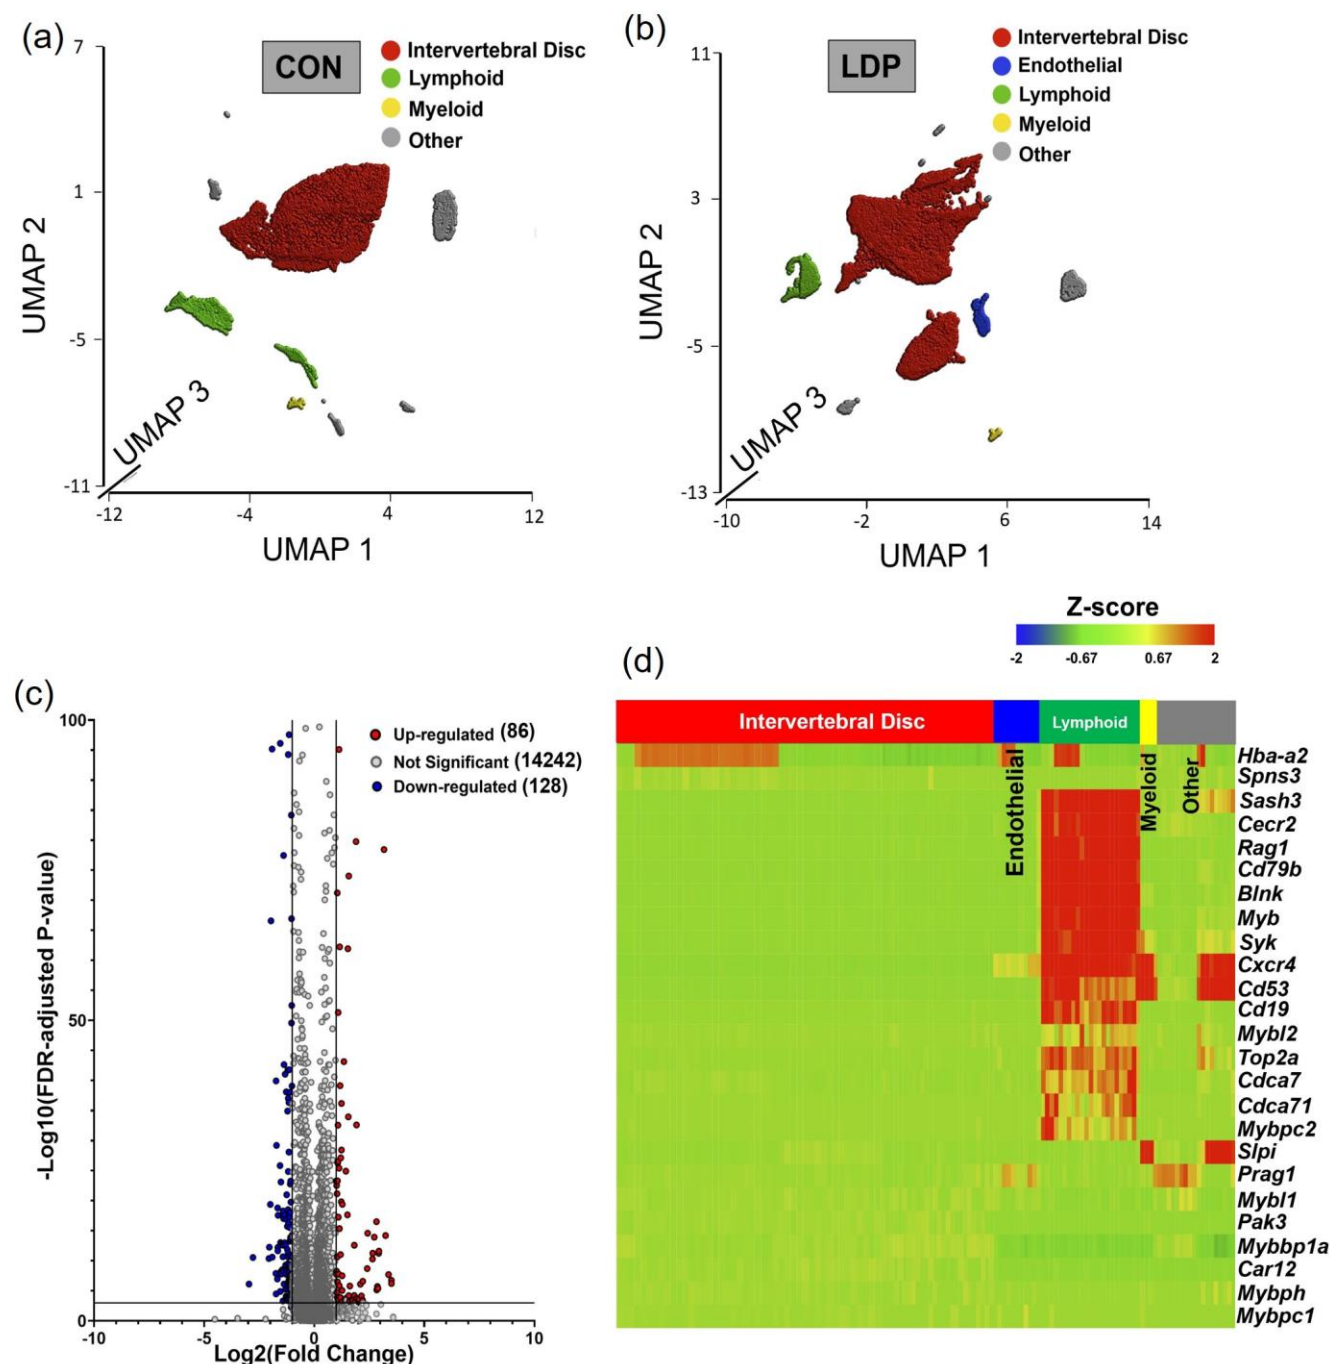 (a)
CON
Intervertebral Disc
Lymphoid
Myeloid
Other
7
1
-5
-11
UMAP 2
UMAP 3
-12
-4
4
12
UMAP 1
(b)
LDP
Intervertebral Disc
Endothelial
Lymphoid
Myeloid
Other
11
3
-5
-13
UMAP 2
UMAP 3
-10
-2
6
14
UMAP 1
(c)
Up-regulated (86)
Not Significant (14242)
Down-regulated (128)
100
50
0
-Log10(FDR-adjusted P-value)
-10
-5
0
5
10
Log2(Fold Change)
(d)
Z-score
-2
-0.67
0.67
2
Intervertebral Disc
Endothelial
Lymphoid
Myeloid
Other
Hba-a2
Spns3
Sash3
Cecr2
Rag1
Cd79b
Blnk
Myb
Syk
Cxcr4
Cd53
Cd19
Mybl2
Top2a
Cdca7
Cdca71
Mybpc2
Slpi
Prag1
Mybl1
Pak3
Mybbp1a
Car12
Mybph
Mybpc1